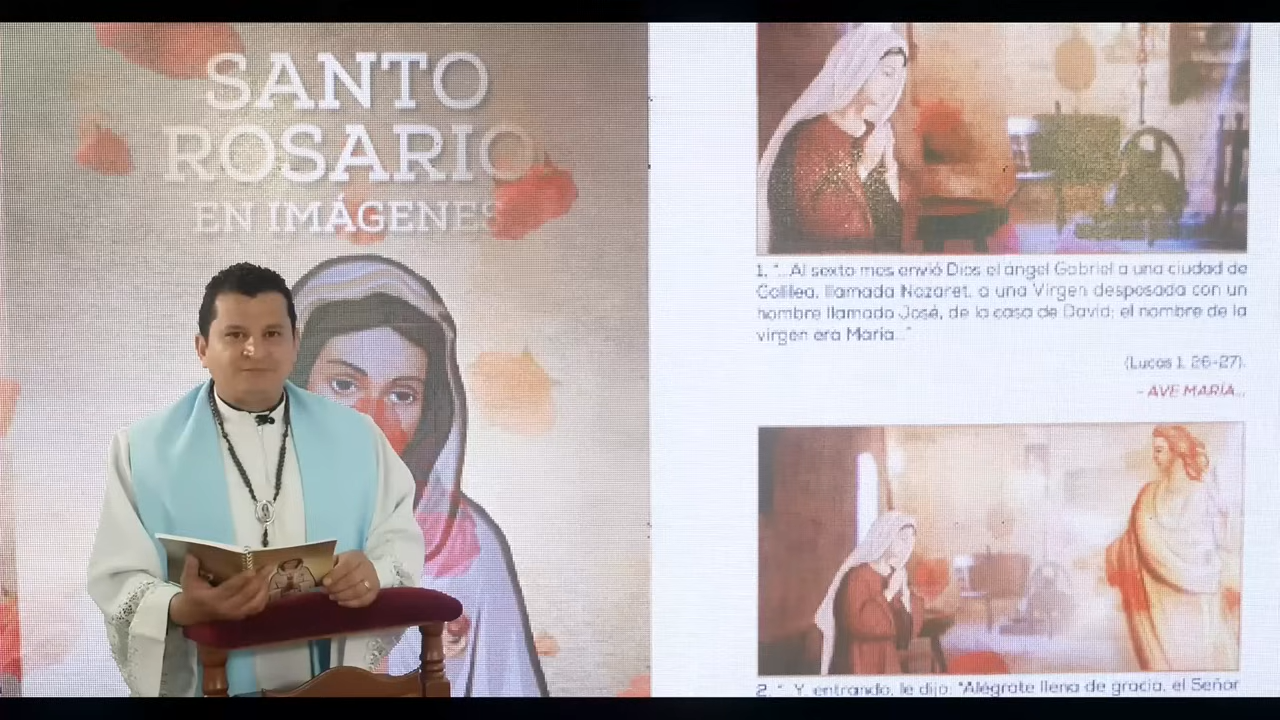 SANTO
ROSARIO
EN IMÁGENES
1. "...Al sexto mes envió Dios el ángel Gabriel a una ciudad de
Galilea, llamada Nazaret, a una Virgen desposada con un
hombre llamado José, de la casa de David; el nombre de la
virgen era María..."
(Lucas 1, 26-27).
- AVE MARÍA...
2. "... Y, entrando, le dijo: "Alégrate llena de gracia, el Señor